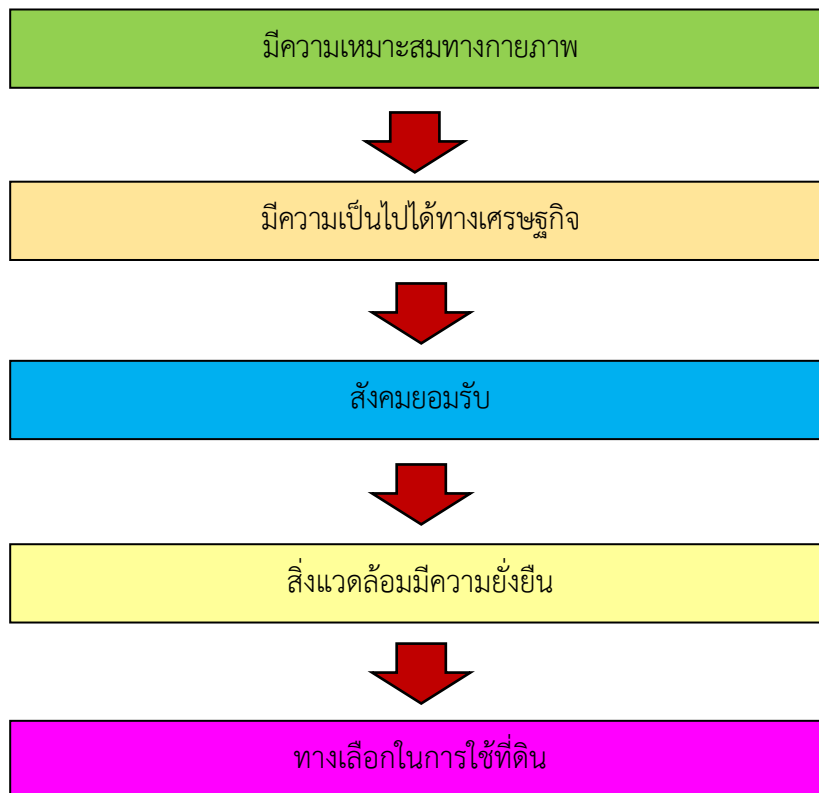 มีความเหมาะสมทางกายภาพ
มีความเป็นไปได้ทางเศรษฐกิจ
สังคมยอมรับ
สิ่งแวดล้อมมีความยั่งยืน
ทางเลือกในการใช้ที่ดิน